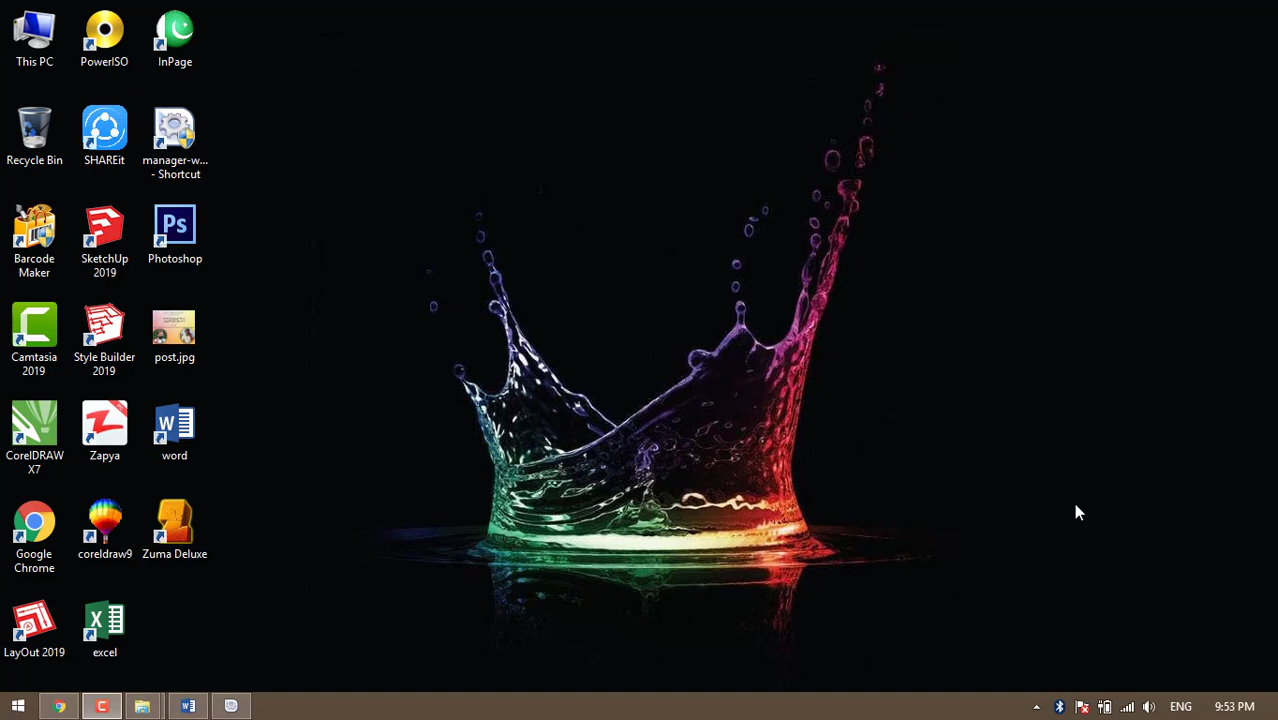 This PC
PowerISO
InPage
Recycle Bin
SHAREit
manager-w...
- Shortcut
Barcode
Maker
SketchUp
2019
Ps
Photoshop
Camtasia
2019
Style Builder
2019
post.jpg
CorelDRAW
X7
Zapya
W
word
Google
Chrome
coreldraw9
Zuma Deluxe
LayOut 2019
X
excel
ENG
9:53 PM